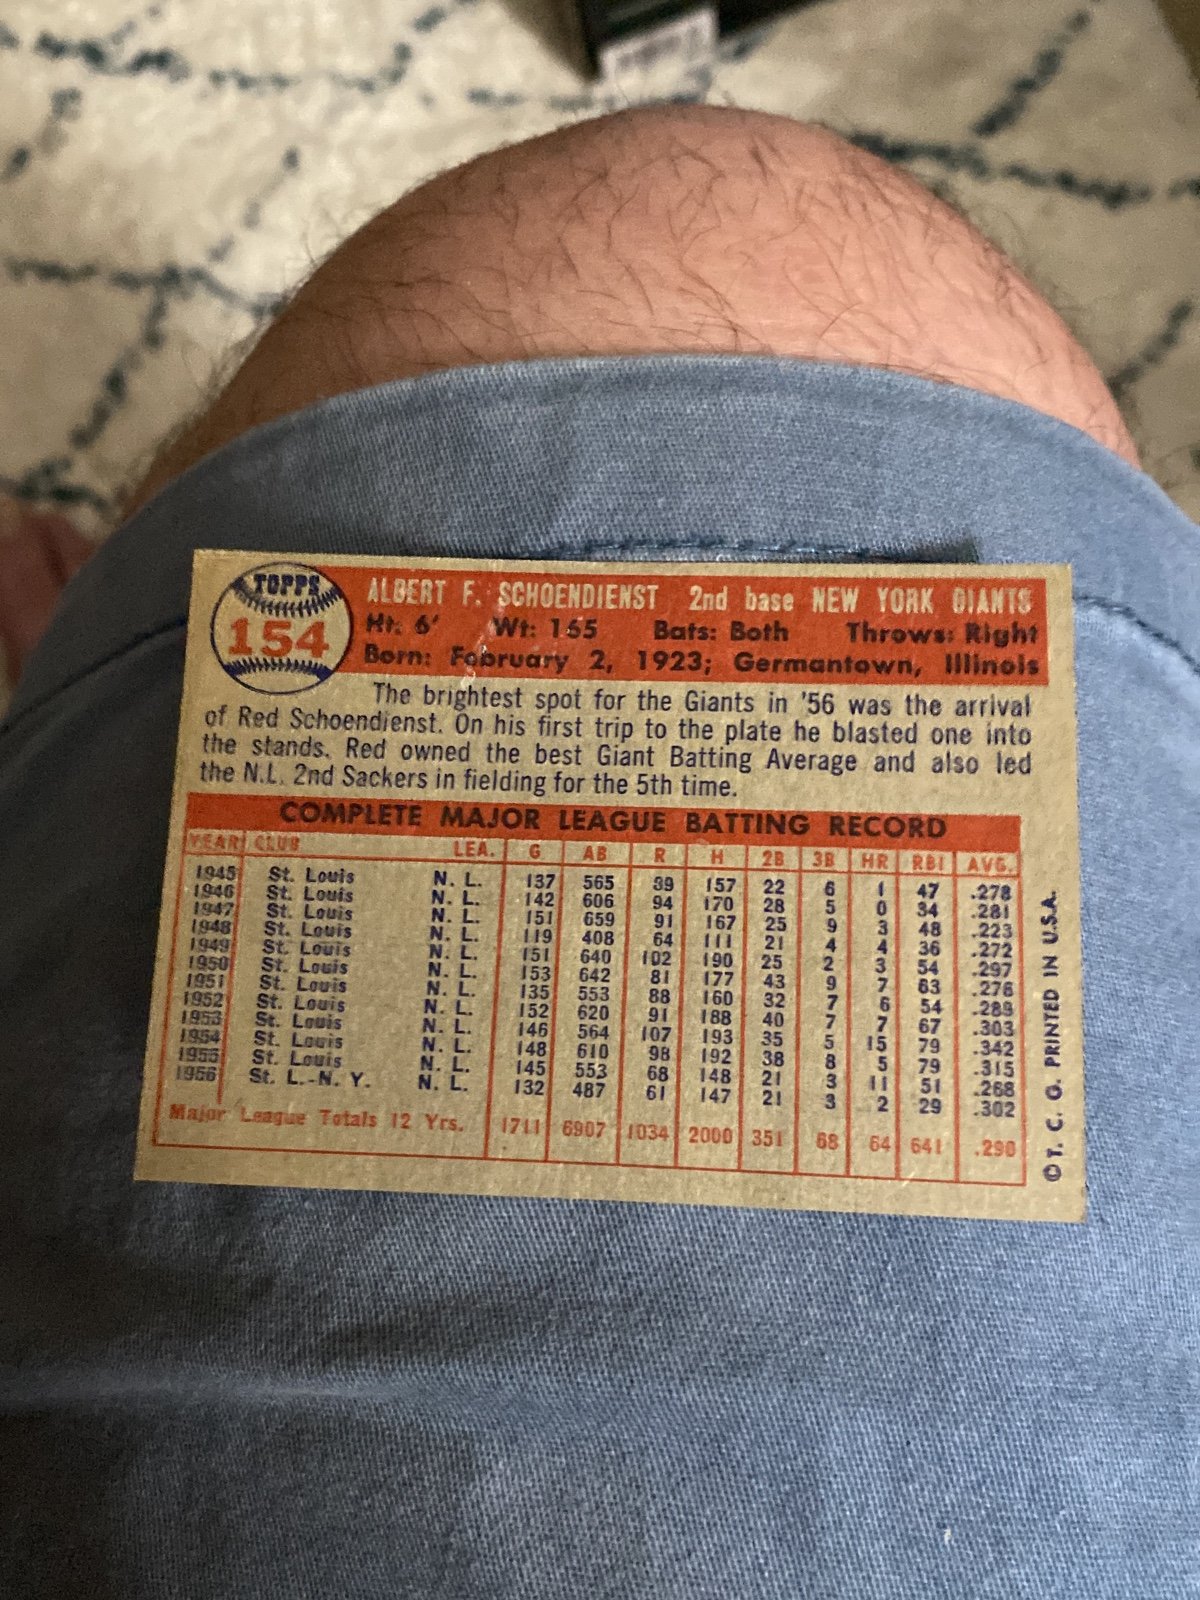 TOPPS
154
ALBERT F. SCHOENDIENST 2nd base NEW YORK GIANTS
Ht: 6' Wt: 165 Bats: Both Throws: Right
Born: February 2, 1923; Germantown, Illinois
The brightest spot for the Giants in '56 was the arrival
of Red Schoendienst. On his first trip to the plate he blasted one into
the stands. Red owned the best Giant Batting Average and also led
the N.L. 2nd Sackers in fielding for the 5th time.
COMPLETE MAJOR LEAGUE BATTING RECORD
YEAR CLUB LEA. G AB R H 2B 3B HR RBI AVG.
1945 St. Louis N. L. 137 565 39 157 22 6 1 47 .278
1946 St. Louis N. L. 142 606 94 170 28 5 0 34 .281
1947 St. Louis N. L. 151 659 91 167 25 9 3 48 .223
1948 St. Louis N. L. 119 408 64 111 21 4 4 36 .272
1949 St. Louis N. L. 151 640 102 190 25 2 3 54 .297
1950 St. Louis N. L. 153 642 81 177 43 9 7 63 .276
1951 St. Louis N. L. 135 553 88 160 32 7 6 54 .289
1952 St. Louis N. L. 152 620 91 188 40 7 7 67 .303
1953 St. Louis N. L. 146 564 107 193 35 5 15 79 .342
1954 St. Louis N. L. 148 610 98 192 38 8 5 79 .315
1955 St. Louis N. L. 145 553 68 148 21 3 11 51 .268
1956 St. L.-N. Y. N. L. 132 487 61 147 21 3 2 29 .302
Major League Totals 12 Yrs. 1711 6907 1034 2000 351 68 64 641 .290
©T. C. G. PRINTED IN U.S.A.